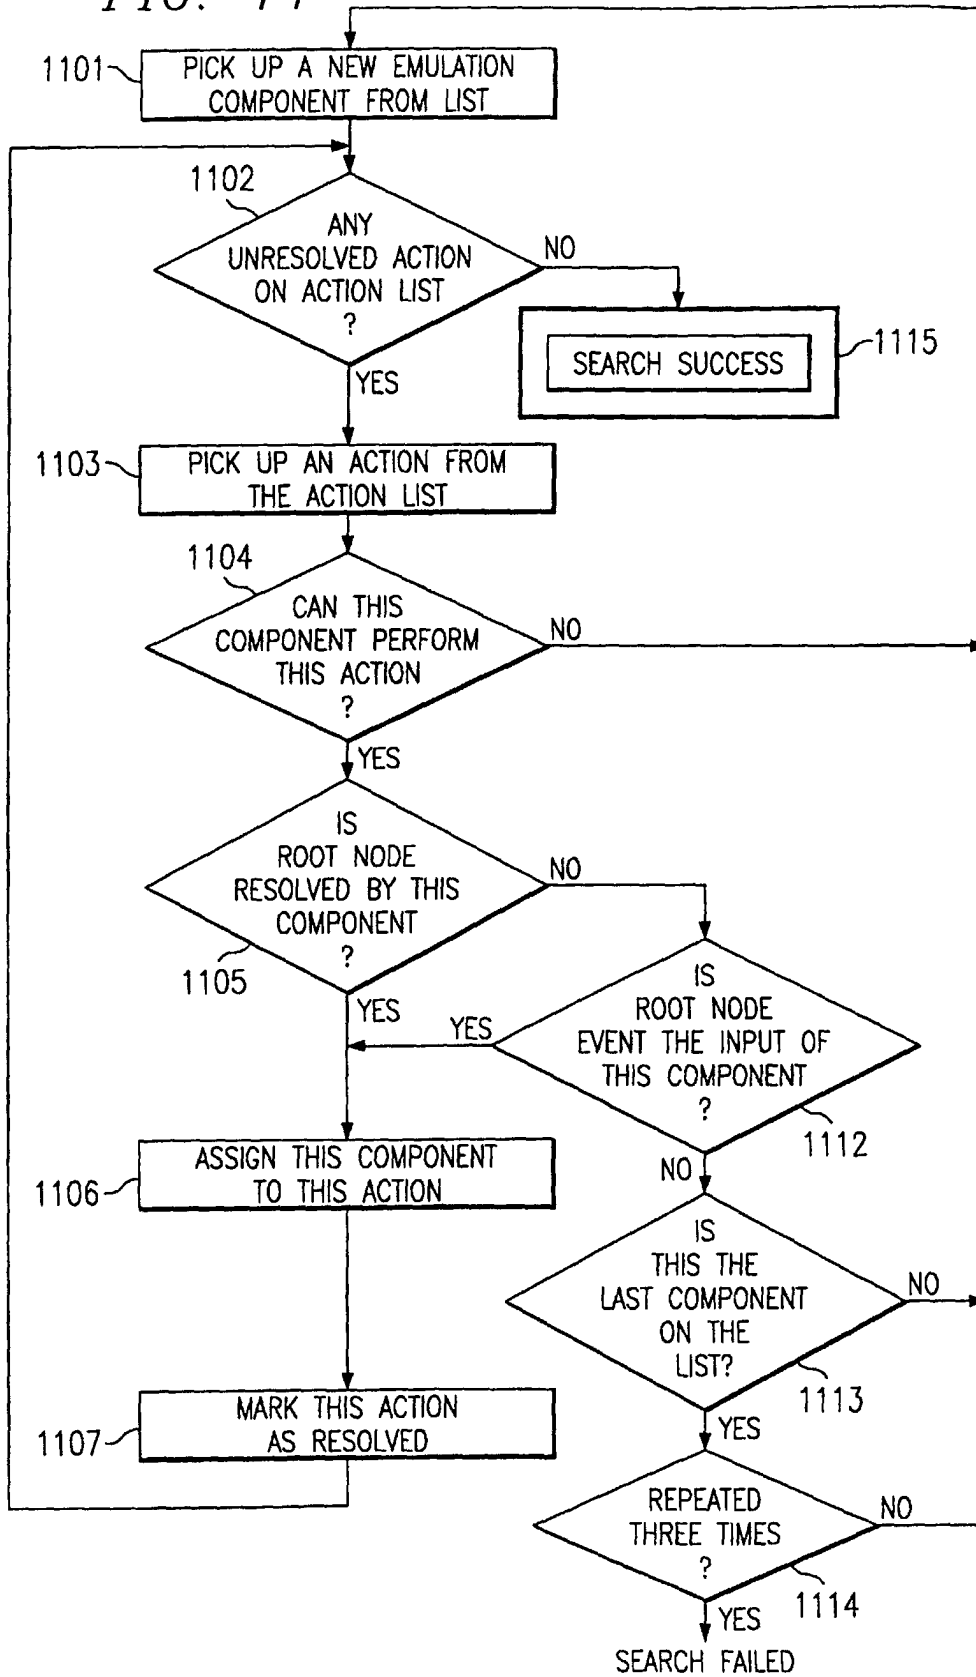 FIG. 11
1101
PICK UP A NEW EMULATION
COMPONENT FROM LIST
1102
ANY
UNRESOLVED ACTION
ON ACTION LIST
?
NO
SEARCH SUCCESS
1115
YES
1103
PICK UP AN ACTION FROM
THE ACTION LIST
1104
CAN THIS
COMPONENT PERFORM
THIS ACTION
?
NO
YES
IS
ROOT NODE
RESOLVED BY THIS
COMPONENT
?
NO
1105
YES
IS
ROOT NODE
EVENT THE INPUT OF
THIS COMPONENT
?
YES
1112
NO
1106
ASSIGN THIS COMPONENT
TO THIS ACTION
IS
THIS THE
LAST COMPONENT
ON THE
LIST?
NO
1113
YES
1107
MARK THIS ACTION
AS RESOLVED
REPEATED
THREE TIMES
?
NO
1114
YES
SEARCH FAILED